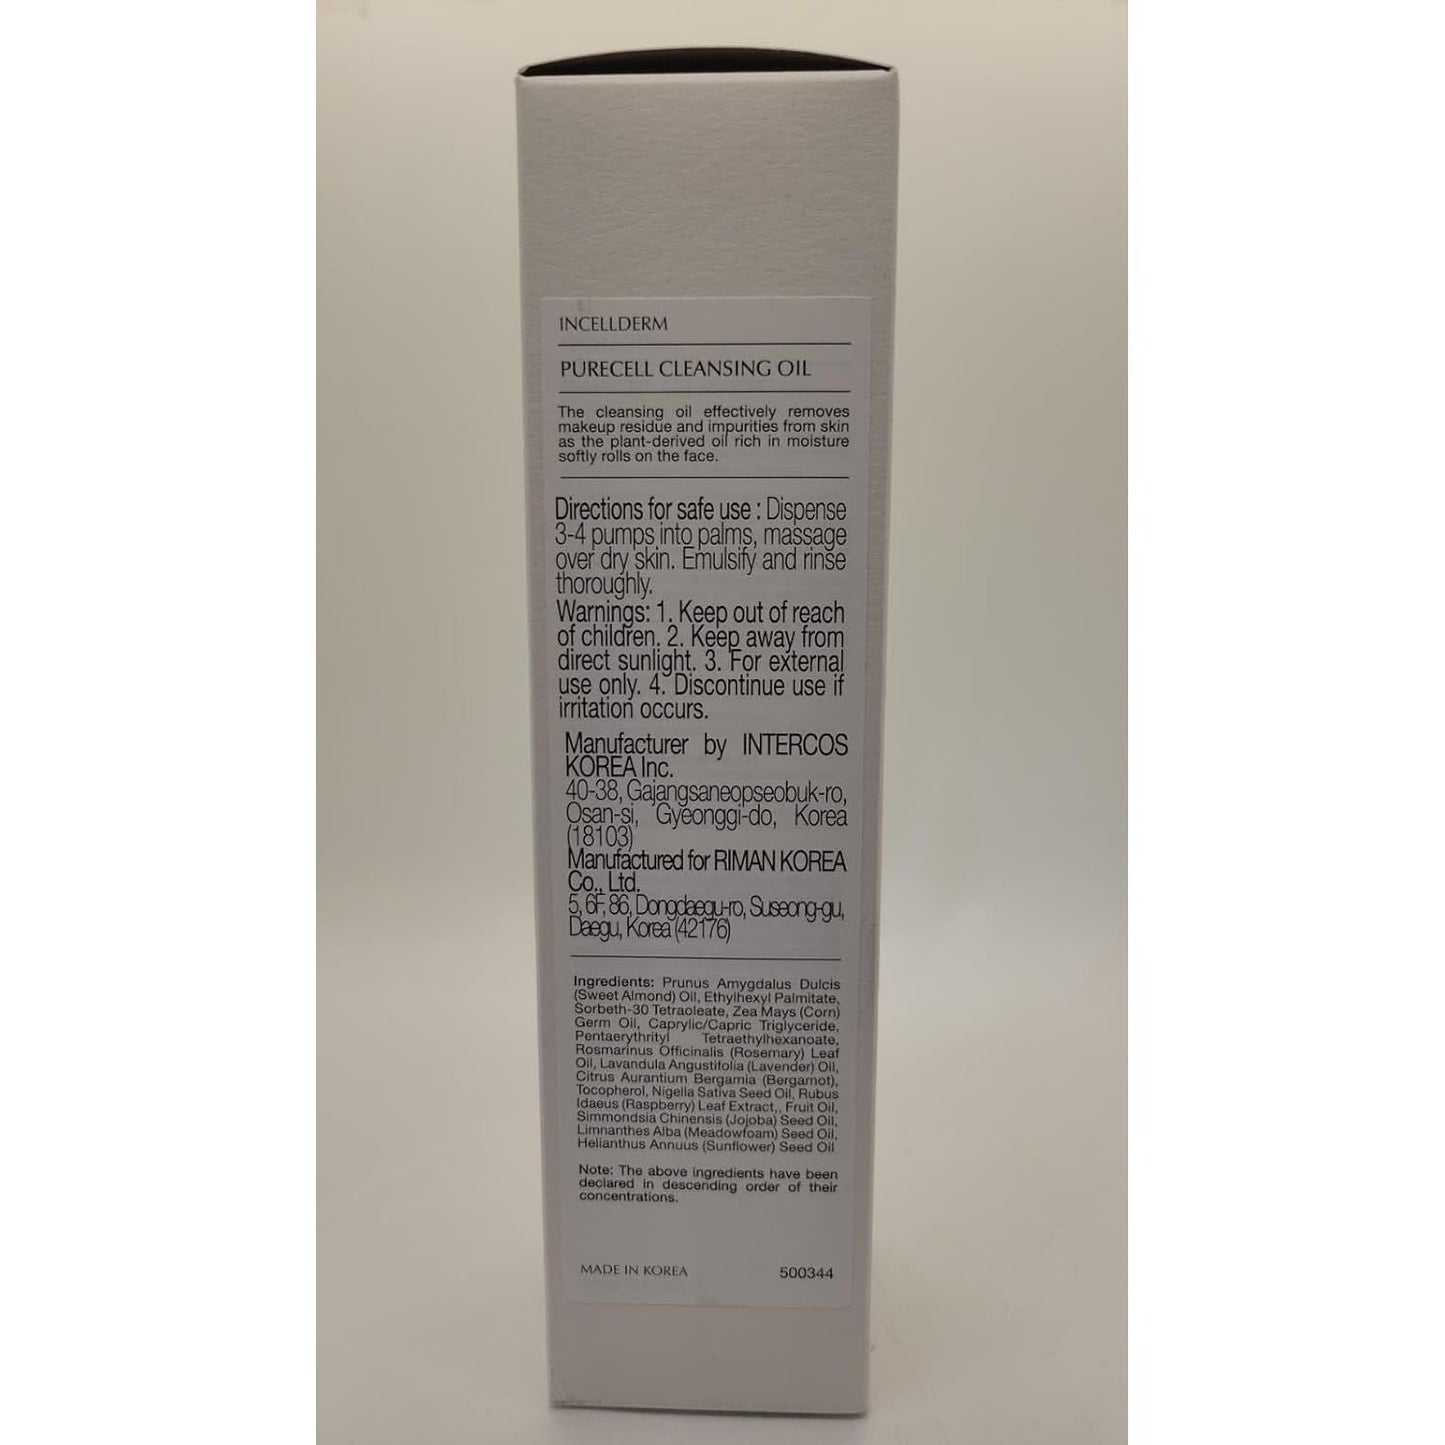 INCELLDERM
PURECELL CLEANSING OIL
The cleansing oil effectively removes
makeup residue and impurities from skin
as the plant-derived oil rich in moisture
softly rolls on the face.
Directions for safe use : Dispense
3-4 pumps into palms, massage
over dry skin. Emulsify and rinse
thoroughly.
Warnings: 1. Keep out of reach
of children. 2. Keep away from
direct sunlight. 3. For external
use only. 4. Discontinue use if
irritation occurs.
Manufacturer by INTERCOS
KOREA Inc.
40-38, Gajangsaneopseobuk-ro,
Osan-si, Gyeonggi-do, Korea
(18103)
Manufactured for RIMAN KOREA
Co., Ltd.
5, 6F, 86, Dongdaegu-ro, Suseong-gu,
Daegu, Korea (42176)
Ingredients: Prunus Amygdalus Dulcis
(Sweet Almond) Oil, Ethylhexyl Palmitate,
Sorbeth-30 Tetraoleate, Zea Mays (Corn)
Germ Oil, Caprylic/Capric Triglyceride,
Pentaerythrityl Tetraethylhexanoate,
Rosmarinus Officinalis (Rosemary) Leaf
Oil, Lavandula Angustifolia (Lavender) Oil,
Citrus Aurantium Bergamia (Bergamot),
Tocopherol, Nigella Sativa Seed Oil, Rubus
Idaeus (Raspberry) Leaf Extract,, Fruit Oil,
Simmondsia Chinensis (Jojoba) Seed Oil,
Limnanthes Alba (Meadowfoam) Seed Oil,
Helianthus Annuus (Sunflower) Seed Oil
Note: The above ingredients have been
declared in descending order of their
concentrations.
MADE IN KOREA 500344